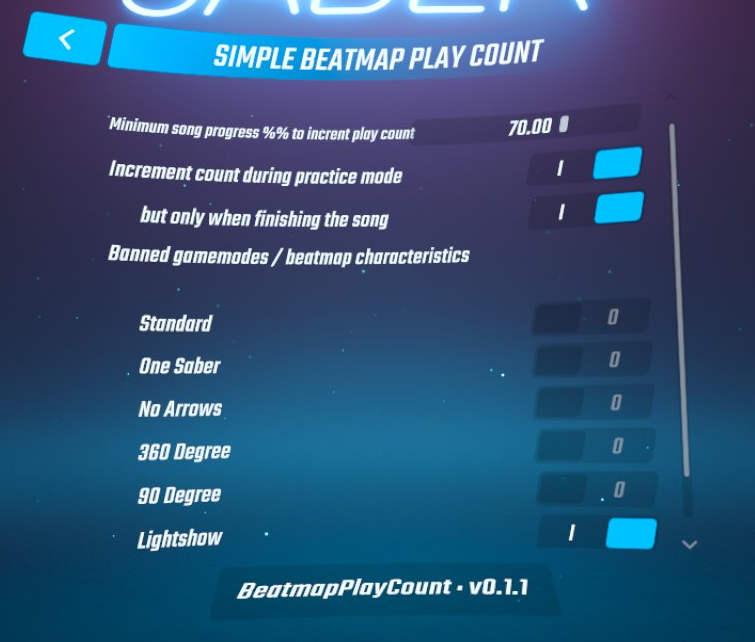 SABER
SIMPLE BEATMAP PLAY COUNT
Minimum song progress %% to incrent play count 70.00
Increment count during practice mode I
but only when finishing the song I
Banned gamemodes / beatmap characteristics
Standard 0
One Saber 0
No Arrows 0
360 Degree 0
90 Degree 0
Lightshow I
BeatmapPlayCount • v0.1.1